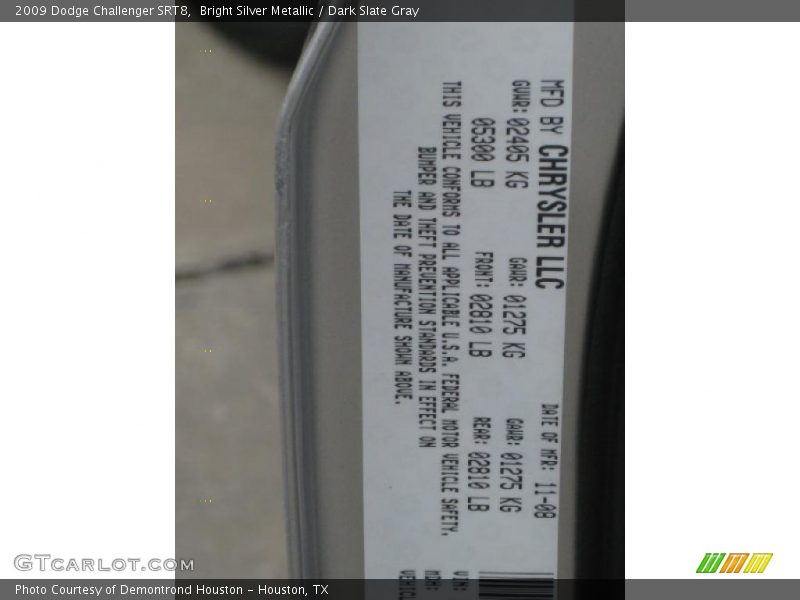 2009 Dodge Challenger SRT8,  Bright Silver Metallic / Dark Slate Gray
MFD BY CHRYSLER LLC
DATE OF MFR: 11-08
GVWR: 02405 KG
GAWR: 01275 KG
GAWR: 01275 KG
05300 LB
FRONT: 02810 LB
REAR: 02810 LB
THIS VEHICLE CONFORMS TO ALL APPLICABLE U.S.A. FEDERAL MOTOR VEHICLE SAFETY,
BUMPER AND THEFT PREVENTION STANDARDS IN EFFECT ON
THE DATE OF MANUFACTURE SHOWN ABOVE.
VIN:
MDH:
GTcarlot.com
Photo Courtesy of Demontrond Houston - Houston, TX